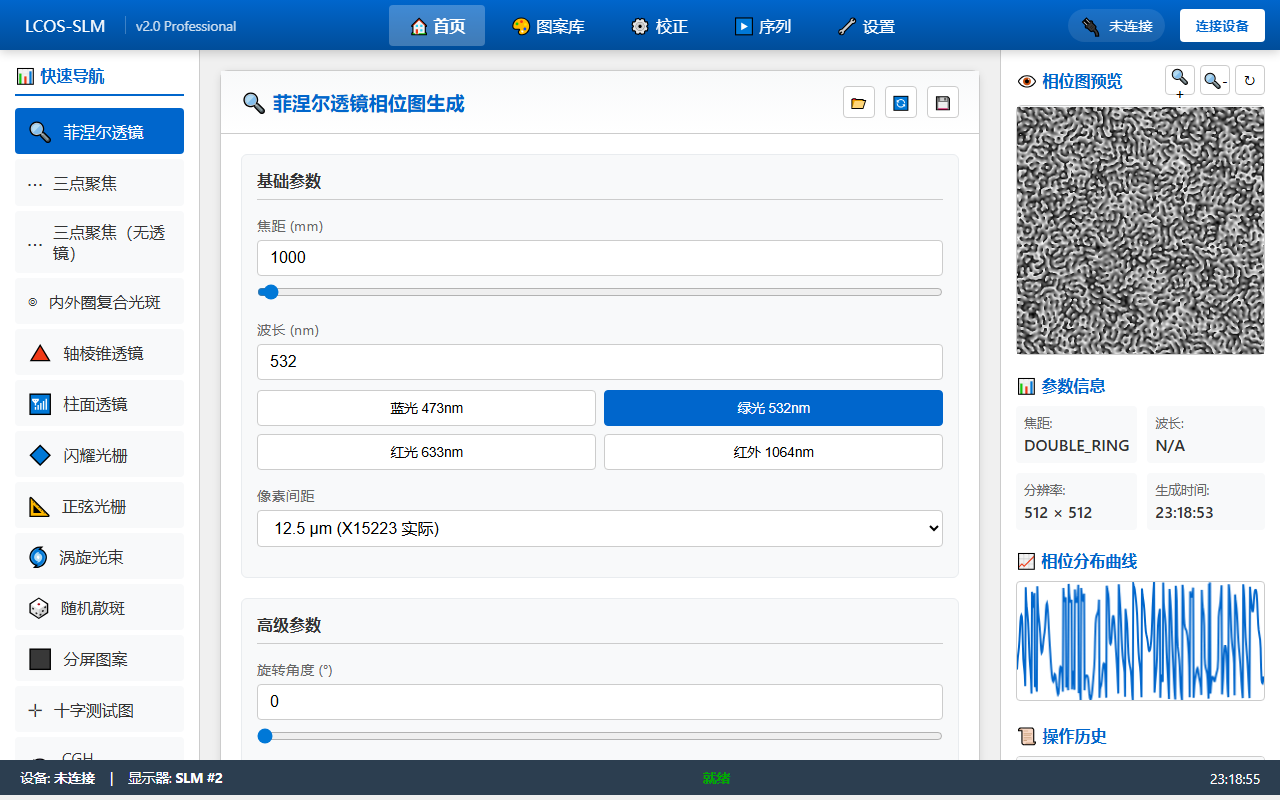 LCOS-SLM
v2.0 Professional
首页
图案库
校正
序列
设置
未连接
连接设备
快速导航
菲涅尔透镜
三点聚焦
三点聚焦（无透
镜）
内外圈复合光斑
轴棱锥透镜
柱面透镜
闪耀光栅
正弦光栅
涡旋光束
随机散斑
分屏图案
十字测试图
CGH
菲涅尔透镜相位图生成
基础参数
焦距 (mm)
1000
波长 (nm)
532
蓝光 473nm
绿光 532nm
红光 633nm
红外 1064nm
像素间距
12.5 μm (X15223 实际)
高级参数
旋转角度 (°)
0
相位图预览
+
-
↻
参数信息
焦距:
DOUBLE_RING
波长:
N/A
分辨率:
512 × 512
生成时间:
23:18:53
相位分布曲线
操作历史
设备: 未连接 | 显示器: SLM #2
就绪
23:18:55